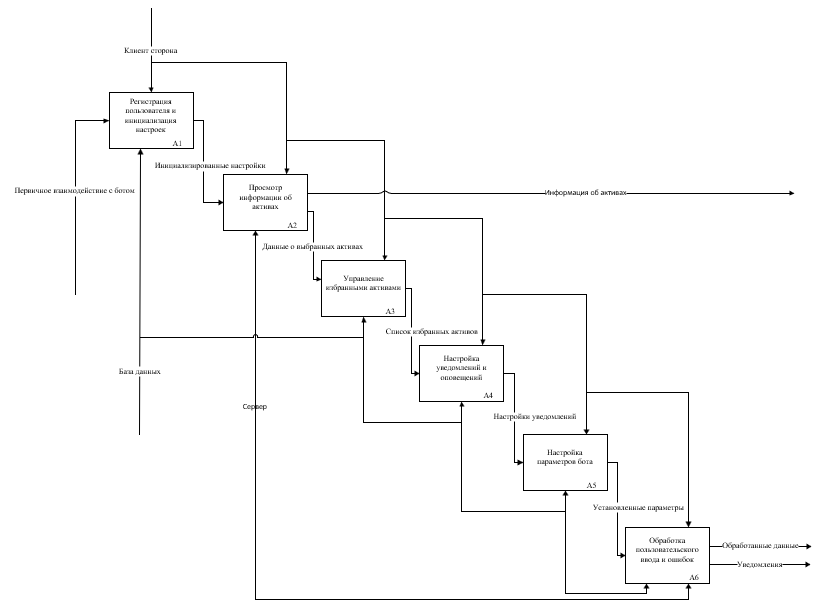 Клиент сторона
Регистрация
пользователя и
инициализация
настроек
A1
Инициализированные настройки
Первичное взаимодействие с ботом
Просмотр
информации об
активах
A2
Информация об активах
Данные о выбранных активах
Управление
избранными активами
A3
Список избранных активов
База данных
Настройка
уведомлений и
оповещений
A4
Сервер
Настройки уведомлений
Настройка
параметров бота
A5
Установленные параметры
Обработка
пользовательского
ввода и ошибок
A6
Обработанные данные
Уведомления